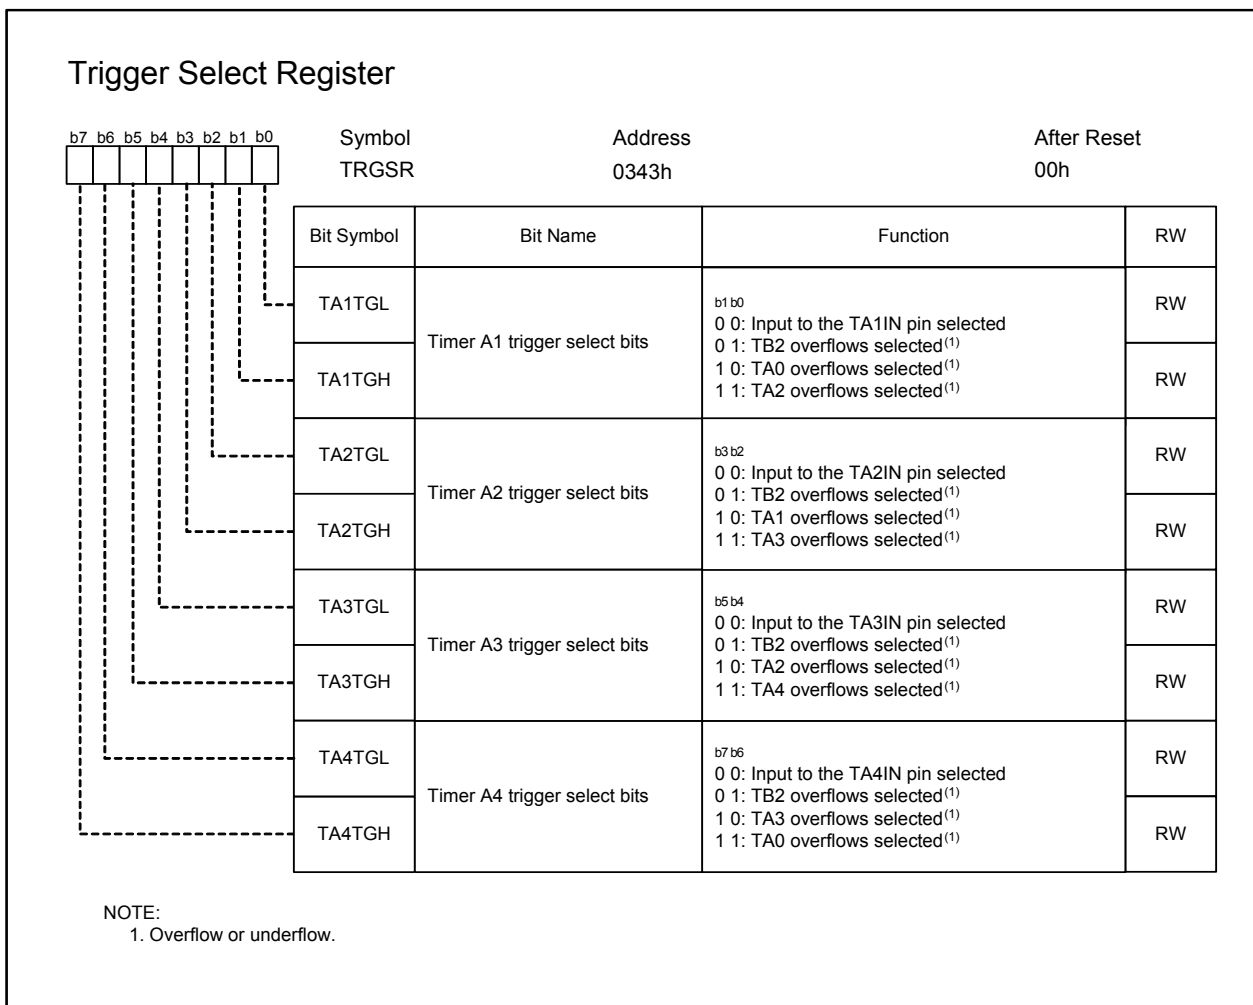 Trigger Select Register
b7 b6 b5 b4 b3 b2 b1 b0
Symbol Address After Reset
TRGSR 0343h 00h
Bit Symbol Bit Name Function RW
TA1TGL RW
TA1TGH RW
Timer A1 trigger select bits
b1 b0
0 0: Input to the TA1IN pin selected
0 1: TB2 overflows selected(1)
1 0: TA0 overflows selected(1)
1 1: TA2 overflows selected(1)
TA2TGL RW
TA2TGH RW
Timer A2 trigger select bits
b3 b2
0 0: Input to the TA2IN pin selected
0 1: TB2 overflows selected(1)
1 0: TA1 overflows selected(1)
1 1: TA3 overflows selected(1)
TA3TGL RW
TA3TGH RW
Timer A3 trigger select bits
b5 b4
0 0: Input to the TA3IN pin selected
0 1: TB2 overflows selected(1)
1 0: TA2 overflows selected(1)
1 1: TA4 overflows selected(1)
TA4TGL RW
TA4TGH RW
Timer A4 trigger select bits
b7 b6
0 0: Input to the TA4IN pin selected
0 1: TB2 overflows selected(1)
1 0: TA3 overflows selected(1)
1 1: TA0 overflows selected(1)
NOTE:
1. Overflow or underflow.